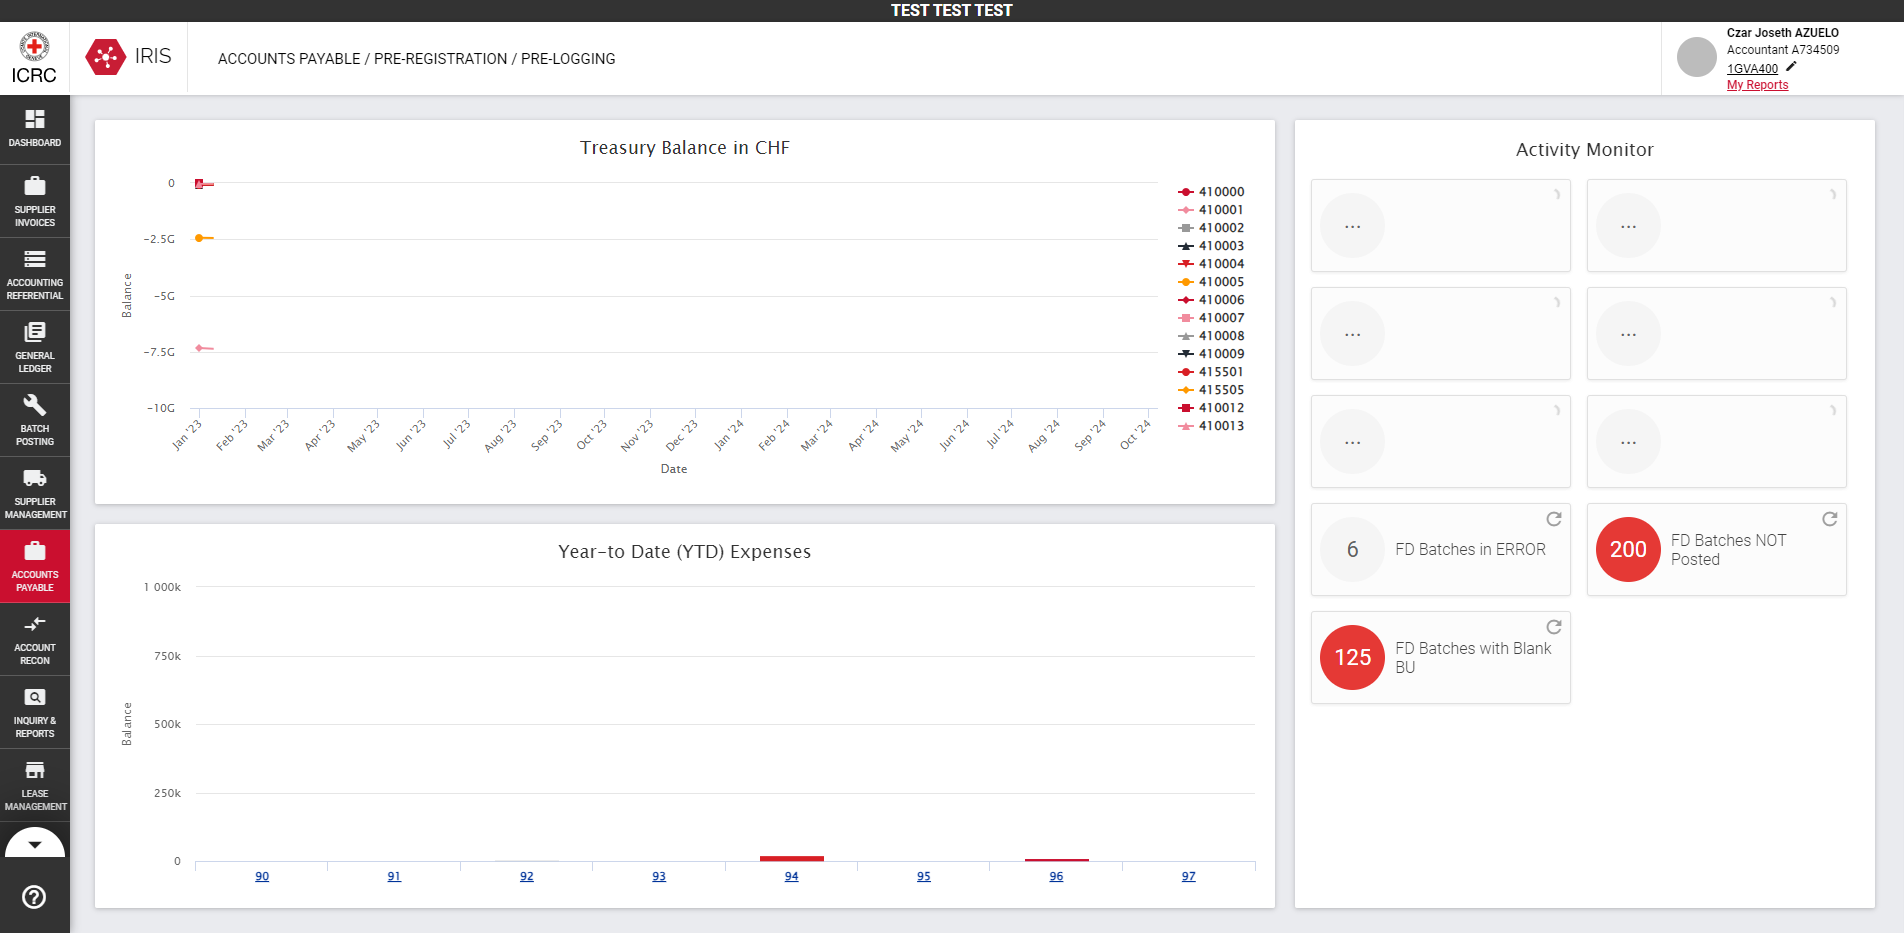 TEST TEST TEST
ICRC
IRIS
ACCOUNTS PAYABLE / PRE-REGISTRATION / PRE-LOGGING
Czar Joseth AZUELO
Accountant A734509
1GVA400
My Reports
DASHBOARD
SUPPLIER
INVOICES
ACCOUNTING
REFERENTIAL
GENERAL
LEDGER
BATCH
POSTING
SUPPLIER
MANAGEMENT
ACCOUNTS
PAYABLE
ACCOUNT
RECON
INQUIRY &
REPORTS
LEASE
MANAGEMENT
Treasury Balance in CHF
Balance
0
-2.5G
-5G
-7.5G
-10G
Jan '23
Feb '23
Mar '23
Apr '23
May '23
Jun '23
Jul '23
Aug '23
Sep '23
Oct '23
Nov '23
Dec '23
Jan '24
Feb '24
Mar '24
Apr '24
May '24
Jun '24
Jul '24
Aug '24
Sep '24
Oct '24
Date
410000
410001
410002
410003
410004
410005
410006
410007
410008
410009
415501
415505
410012
410013
Year-to Date (YTD) Expenses
Balance
1 000k
750k
500k
250k
0
90
91
92
93
94
95
96
97
Activity Monitor
...
...
...
...
...
...
6
FD Batches in ERROR
200
FD Batches NOT
Posted
125
FD Batches with Blank
BU